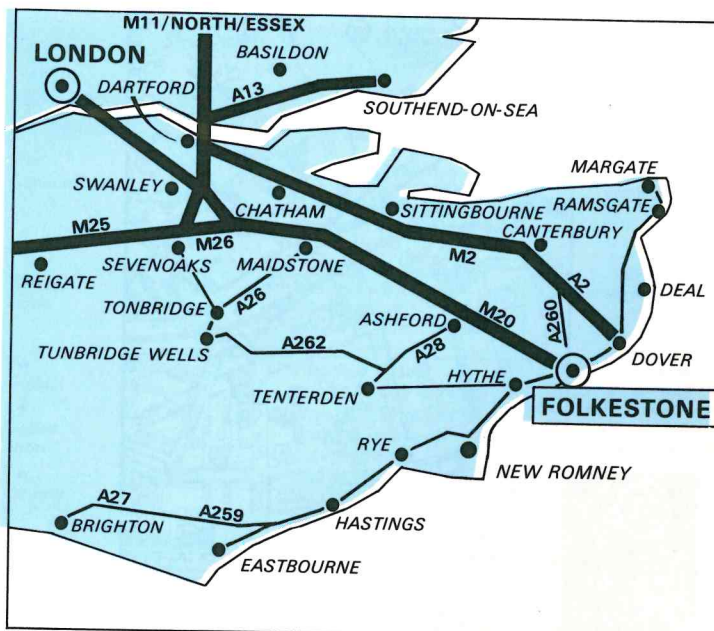 M11/NORTH/ESSEX
LONDON
BASILDON
DARTFORD
A13
SOUTHEND-ON-SEA
MARGATE
SWANLEY
CHATHAM
SITTINGBOURNE
RAMSGATE
M25
M26
M2
CANTERBURY
REIGATE
SEVENOAKS
MAIDSTONE
A2
DEAL
TONBRIDGE
A26
M20
A260
ASHFORD
A28
TUNBRIDGE WELLS
A262
DOVER
TENTERDEN
HYTHE
FOLKESTONE
RYE
NEW ROMNEY
A27
A259
BRIGHTON
HASTINGS
EASTBOURNE